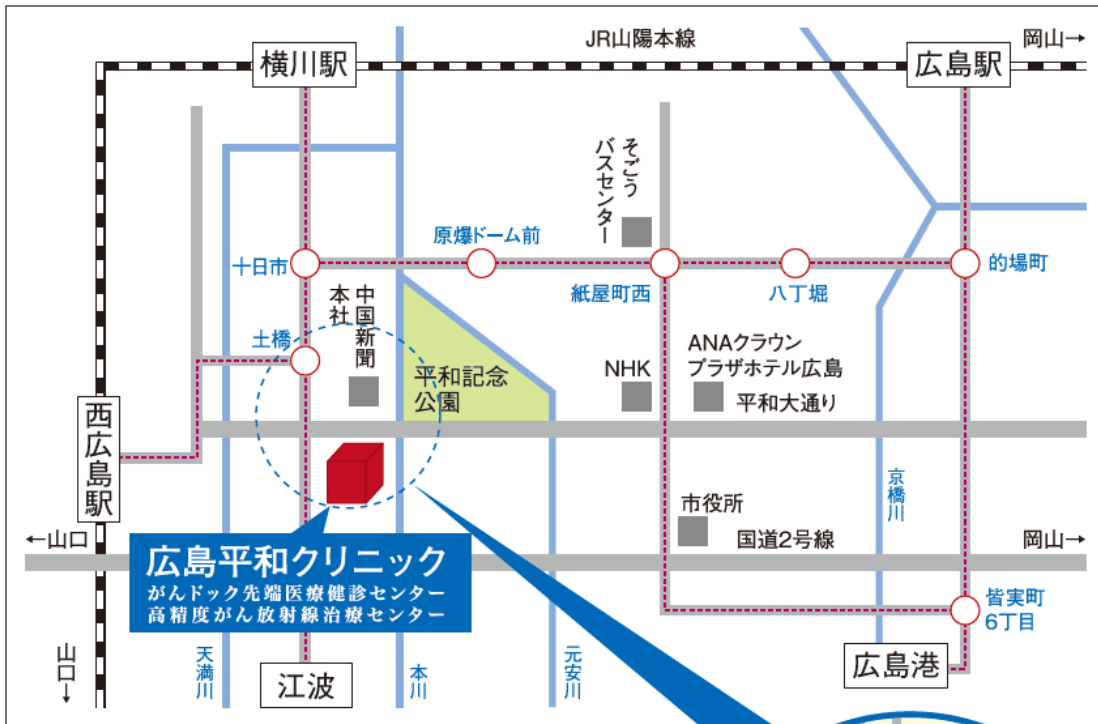 JR山陽本線
岡山→
横川駅
広島駅
そごう
バスセンター
原爆ドーム前
十日市
紙屋町西
八丁堀
的場町
中国新聞
本社
土橋
平和記念
公園
NHK
ANAクラウン
プラザホテル広島
平和大通り
西広島駅
京橋川
市役所
国道2号線
←山口
岡山→
広島平和クリニック
がんドック先端医療健診センター
高精度がん放射線治療センター
皆実町
6丁目
山口→
天満川
江波
本川
元安川
広島港